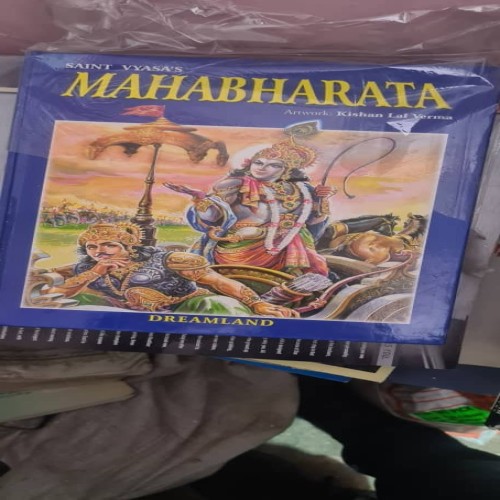 SAINT VYASA'S
MAHABHARATA
Artwork: Kishan Lal Verma
DREAMLAND